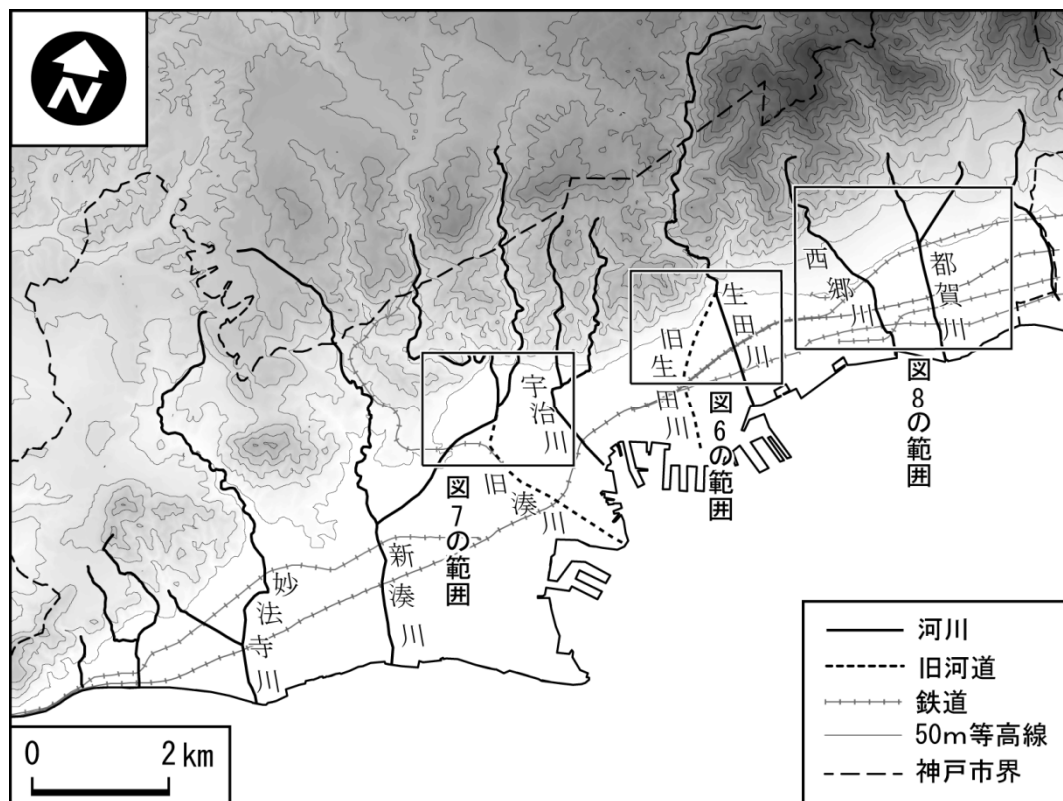 N
西郷川
都賀川
生田川
旧生田川
宇治川
図8の範囲
図6の範囲
旧湊川
図7の範囲
新湊川
妙法寺川
河川
旧河道
鉄道
50m等高線
神戸市界
0 2km